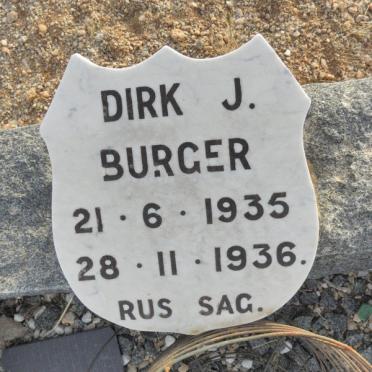 DIRK J.
BURGER
21 · 6 · 1935
28 · 11 · 1936.
RUS SAG.